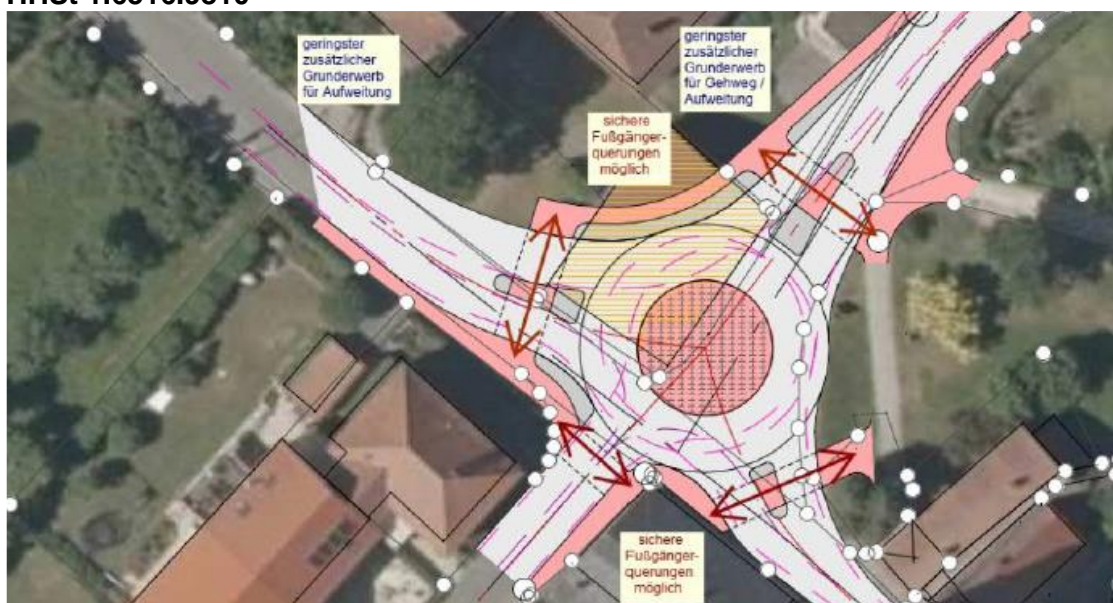 geringster
zusätzlicher
Grunderwerb
für Aufweitung
geringster
zusätzlicher
Grunderwerb
für Gehweg /
Aufweitung
sichere
Fußgänger-
querungen
möglich
sichere
Fußgänger-
querungen
möglich